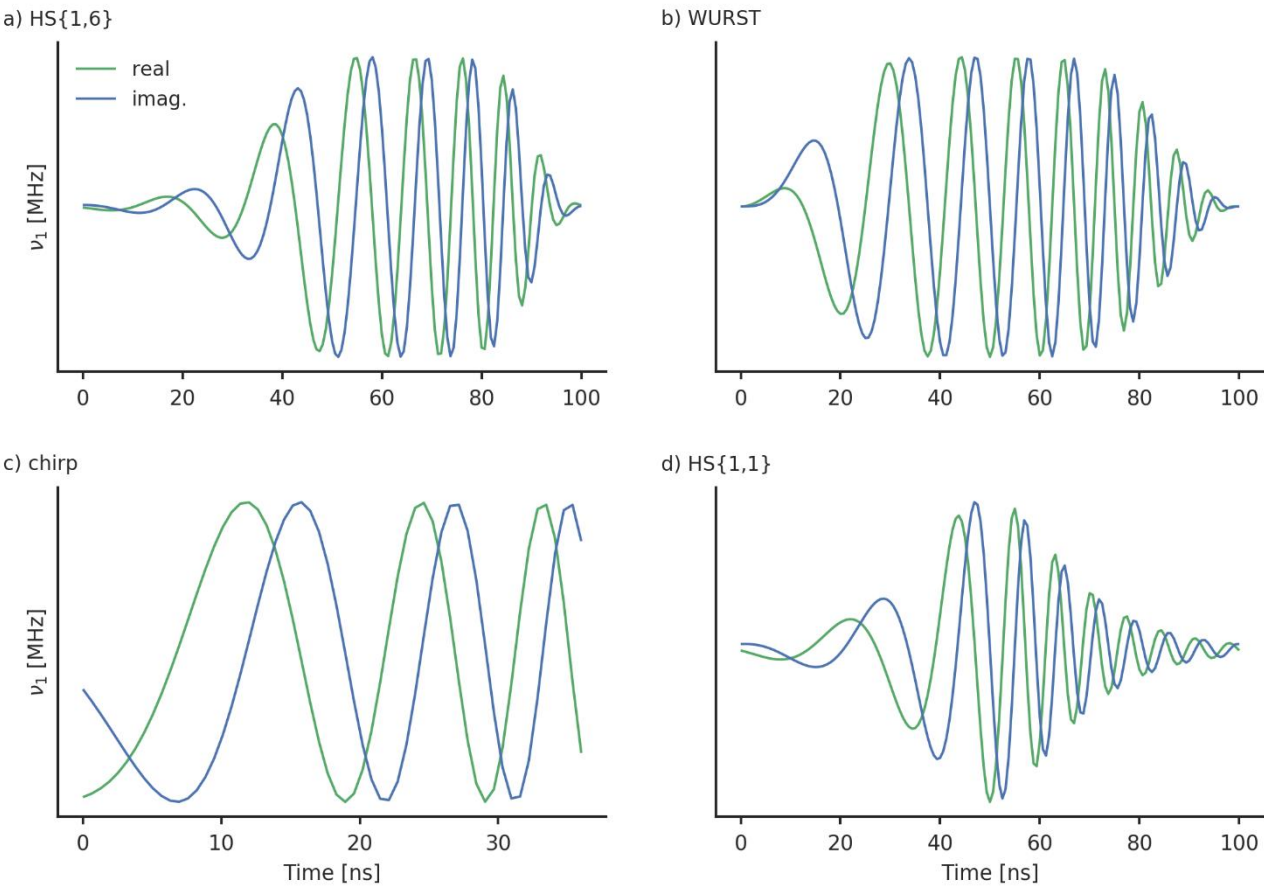 a) HS{1,6}
real
imag.
ν1 [MHz]
0 20 40 60 80 100
b) WURST
0 20 40 60 80 100
c) chirp
ν1 [MHz]
0 10 20 30
Time [ns]
d) HS{1,1}
0 20 40 60 80 100
Time [ns]